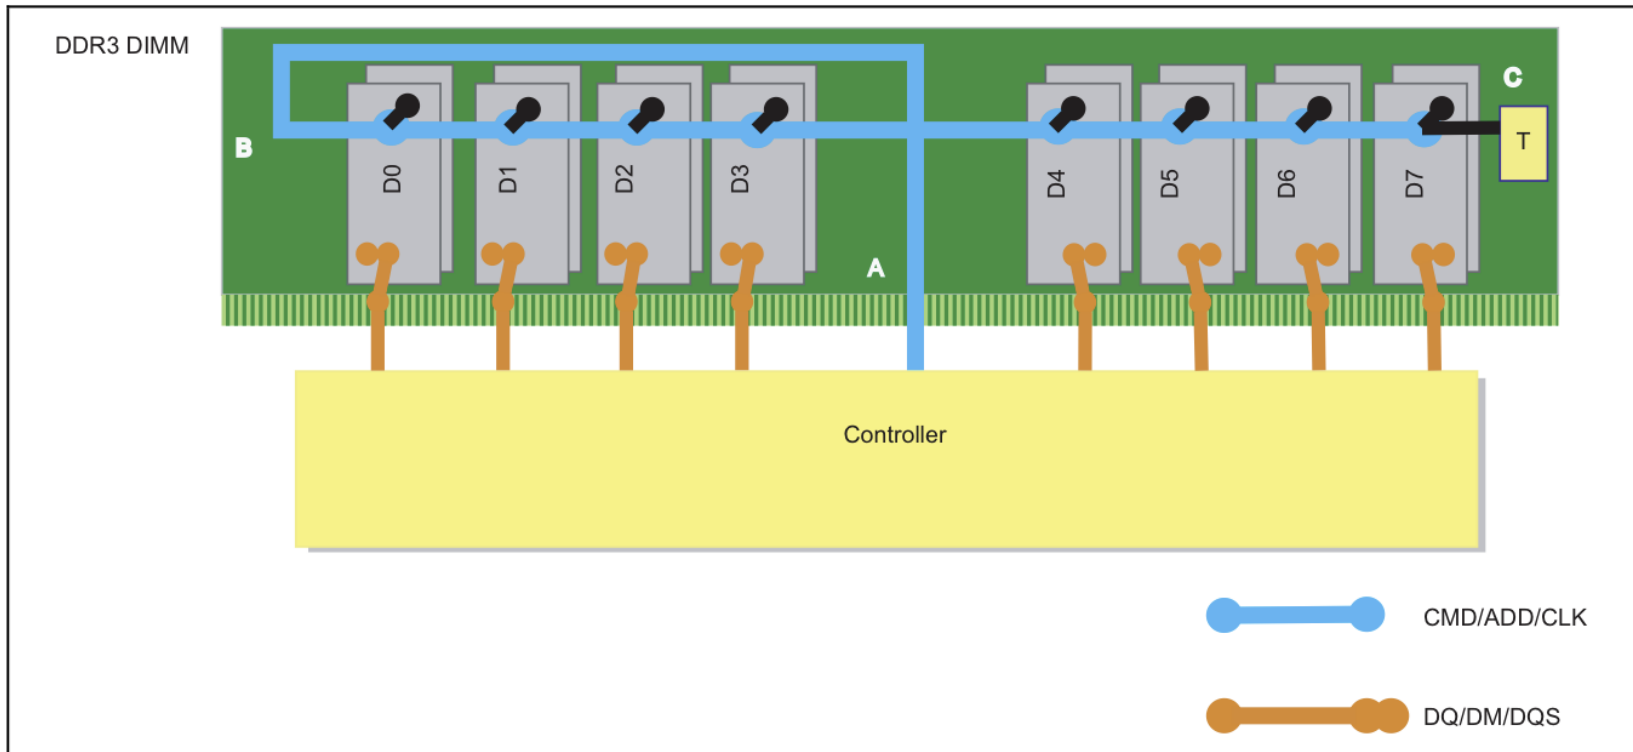 DDR3 DIMM
C
T
B
D0
D1
D2
D3
D4
D5
D6
D7
A
Controller
CMD/ADD/CLK
DQ/DM/DQS